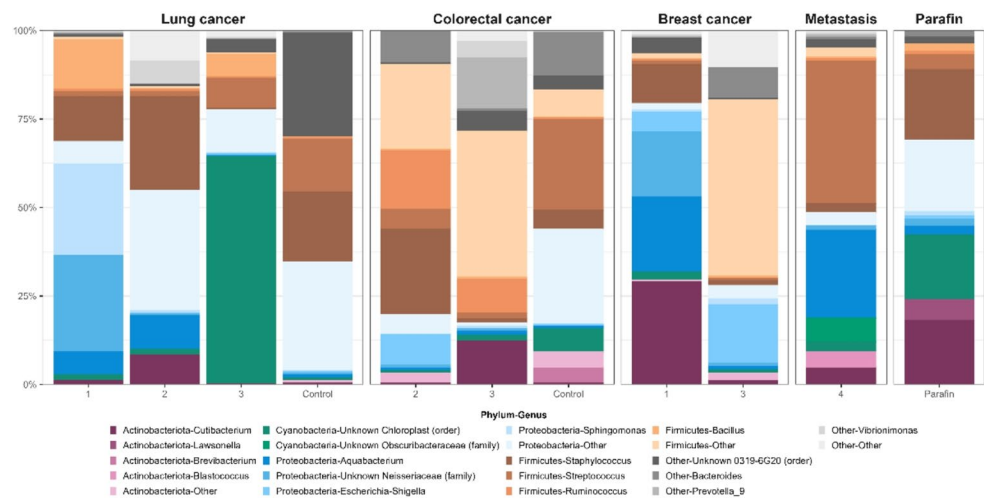 Lung cancer Colorectal cancer Breast cancer Metastasis Parafin
100%
75%
50%
25%
0%
1 2 3 Control 2 3 Control 1 3 4 Parafin
Phylum-Genus
Actinobacteriota-Cutibacterium Cyanobacteria-Unknown Chloroplast (order) Proteobacteria-Sphingomonas Firmicutes-Bacillus Other-Vibrionimonas
Actinobacteriota-Lawsonella Cyanobacteria-Unknown Obscuribacteraceae (family) Proteobacteria-Other Firmicutes-Other Other-Other
Actinobacteriota-Brevibacterium Proteobacteria-Aquabacterium Firmicutes-Staphylococcus Other-Unknown 0319-6G20 (order)
Actinobacteriota-Blastococcus Proteobacteria-Unknown Neisseriaceae (family) Firmicutes-Streptococcus Other-Bacteroides
Actinobacteriota-Other Proteobacteria-Escherichia-Shigella Firmicutes-Ruminococcus Other-Prevotella_9